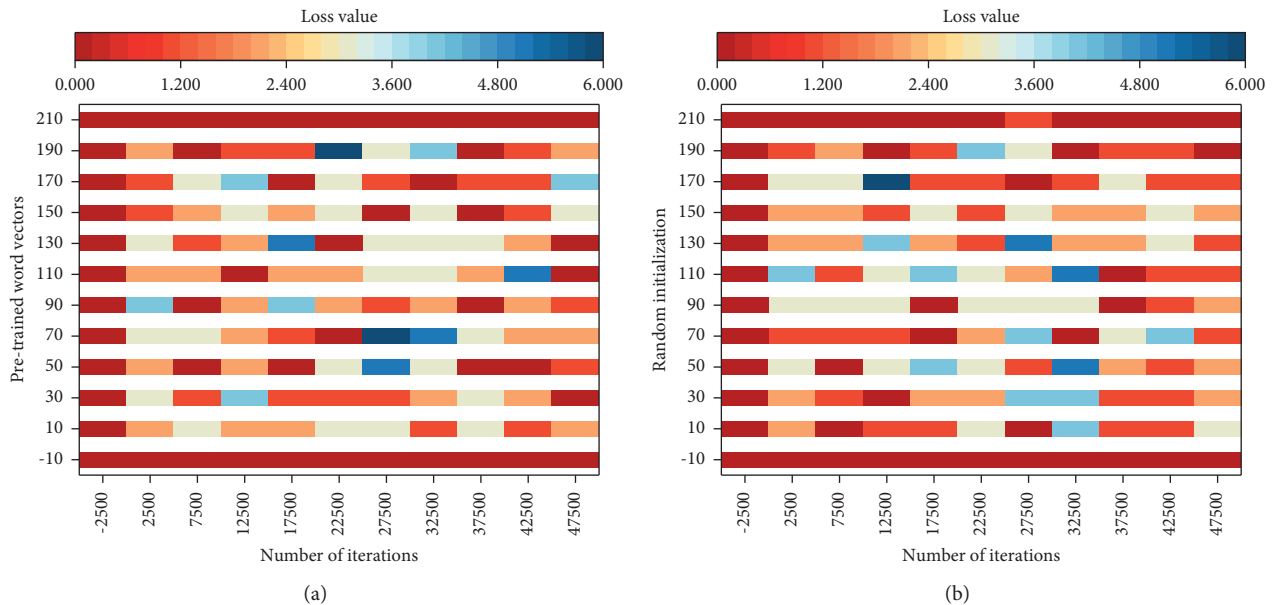 Loss value
0.000 1.200 2.400 3.600 4.800 6.000
Pre-trained word vectors
210
190
170
150
130
110
90
70
50
30
10
-10
-2500 2500 7500 12500 17500 22500 27500 32500 37500 42500 47500
Number of iterations
(a)
Loss value
0.000 1.200 2.400 3.600 4.800 6.000
Random initialization
210
190
170
150
130
110
90
70
50
30
10
-10
-2500 2500 7500 12500 17500 22500 27500 32500 37500 42500 47500
Number of iterations
(b)